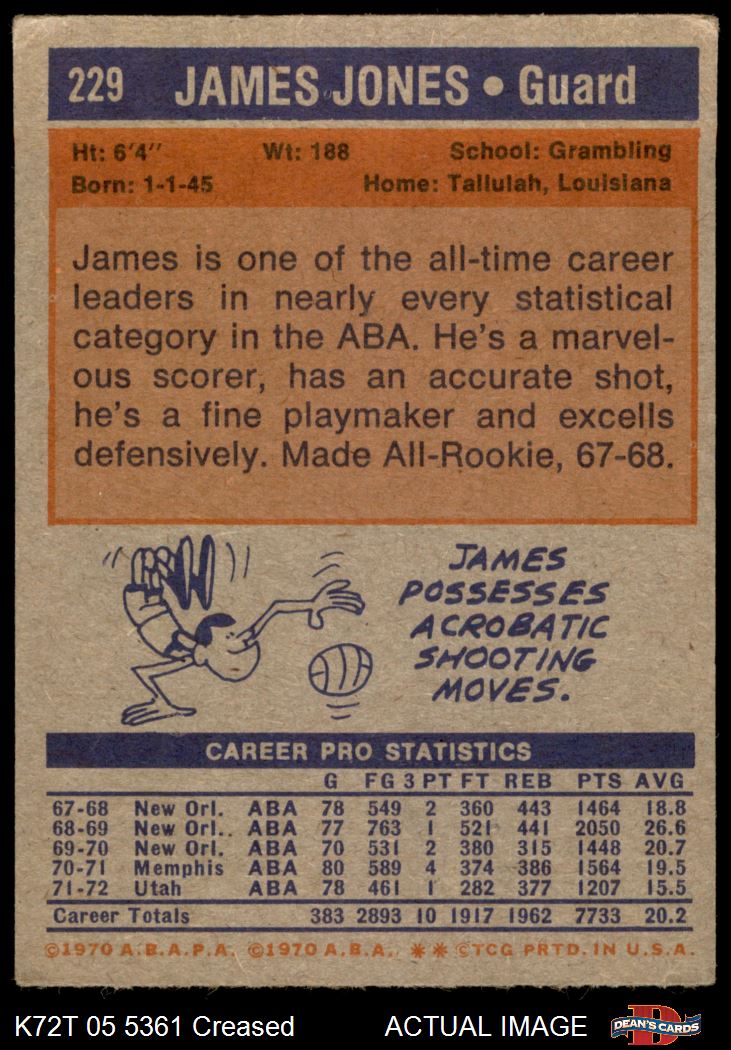 229 JAMES JONES • Guard
Ht: 6'4" Wt: 188 School: Grambling
Born: 1-1-45 Home: Tallulah, Louisiana
James is one of the all-time career
leaders in nearly every statistical
category in the ABA. He's a marvel-
ous scorer, has an accurate shot,
he's a fine playmaker and excells
defensively. Made All-Rookie, 67-68.
JAMES
POSSESSES
ACROBATIC
SHOOTING
MOVES.
CAREER PRO STATISTICS
G FG 3 PT FT REB PTS AVG
67-68 New Orl. ABA 78 549 2 360 443 1464 18.8
68-69 New Orl.. ABA 77 763 1 521 441 2050 26.6
69-70 New Orl. ABA 70 531 2 380 315 1448 20.7
70-71 Memphis ABA 80 589 4 374 386 1564 19.5
71-72 Utah ABA 78 461 1 282 377 1207 15.5
Career Totals 383 2893 10 1917 1962 7733 20.2
©1970 A.B.A.P.A. ©1970 A.B.A. ** ©TCG PRTD. IN U.S.A.
K72T 05 5361 Creased ACTUAL IMAGE D DEAN'S CARDS